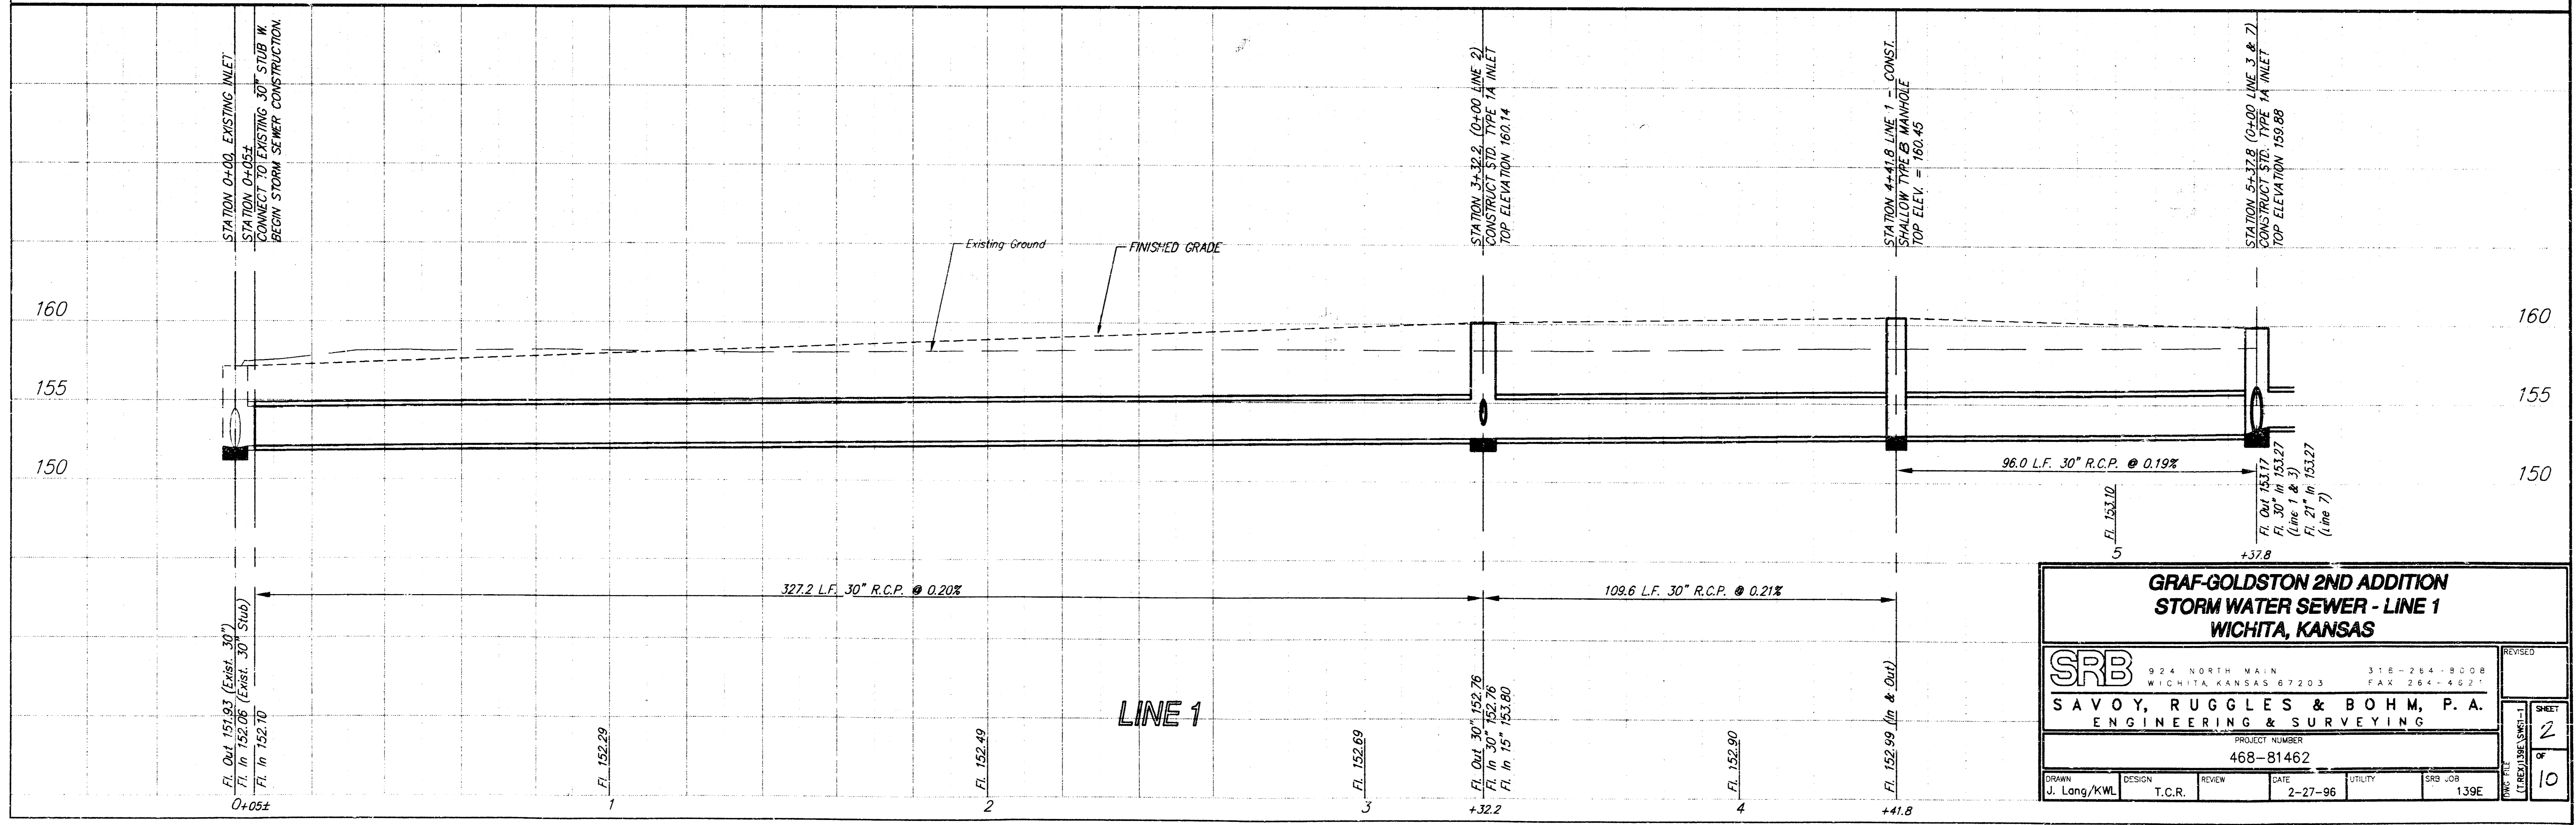 STATION 0+00, EXISTING INLET
STATION 0+05±
CONNECT TO EXISTING 30" STUB W.
BEGIN STORM SEWER CONSTRUCTION.
STATION 3+32.2, (0+00 LINE 2)
CONSTRUCT STD. TYPE 1A INLET
TOP ELEVATION 160.14
STATION 4+41.8 LINE 1 - CONST.
SHALLOW TYPE B MANHOLE
TOP ELEV. = 160.45
STATION 5+37.8 (0+00 LINE 3 & 7)
CONSTRUCT STD. TYPE 1A INLET
TOP ELEVATION 159.88
Existing Ground
FINISHED GRADE
160
160
155
155
150
150
96.0 L.F. 30" R.C.P. @ 0.19%
Fl. 153.10
Fl. Out 153.17
Fl. 30" In 153.27
(Line 1 & 3)
Fl. 21" In 153.27
(Line 7)
5
+37.8
327.2 L.F. 30" R.C.P. @ 0.20%
109.6 L.F. 30" R.C.P. @ 0.21%
Fl. Out 151.93 (Exist. 30")
Fl. In 152.06 (Exist. 30" Stub)
Fl. In 152.10
Fl. 152.29
Fl. 152.49
LINE 1
Fl. 152.69
Fl. Out 30" 152.76
Fl. In 30" 152.76
Fl. In 15" 153.80
Fl. 152.90
Fl. 152.99 (In & Out)
0+05±
1
2
3
+32.2
4
+41.8
GRAF-GOLDSTON 2ND ADDITION
STORM WATER SEWER - LINE 1
WICHITA, KANSAS
SRB
924 NORTH MAIN
WICHITA, KANSAS 67203
316-264-8008
FAX 264-4621
SAVOY, RUGGLES & BOHM, P.A.
ENGINEERING & SURVEYING
PROJECT NUMBER
468-81462
DRAWN
J. Lang/KWL
DESIGN
T.C.R.
REVIEW
DATE
2-27-96
UTILITY
SRB JOB
139E
REVISED
DWG FILE
SHEET
2
OF
10